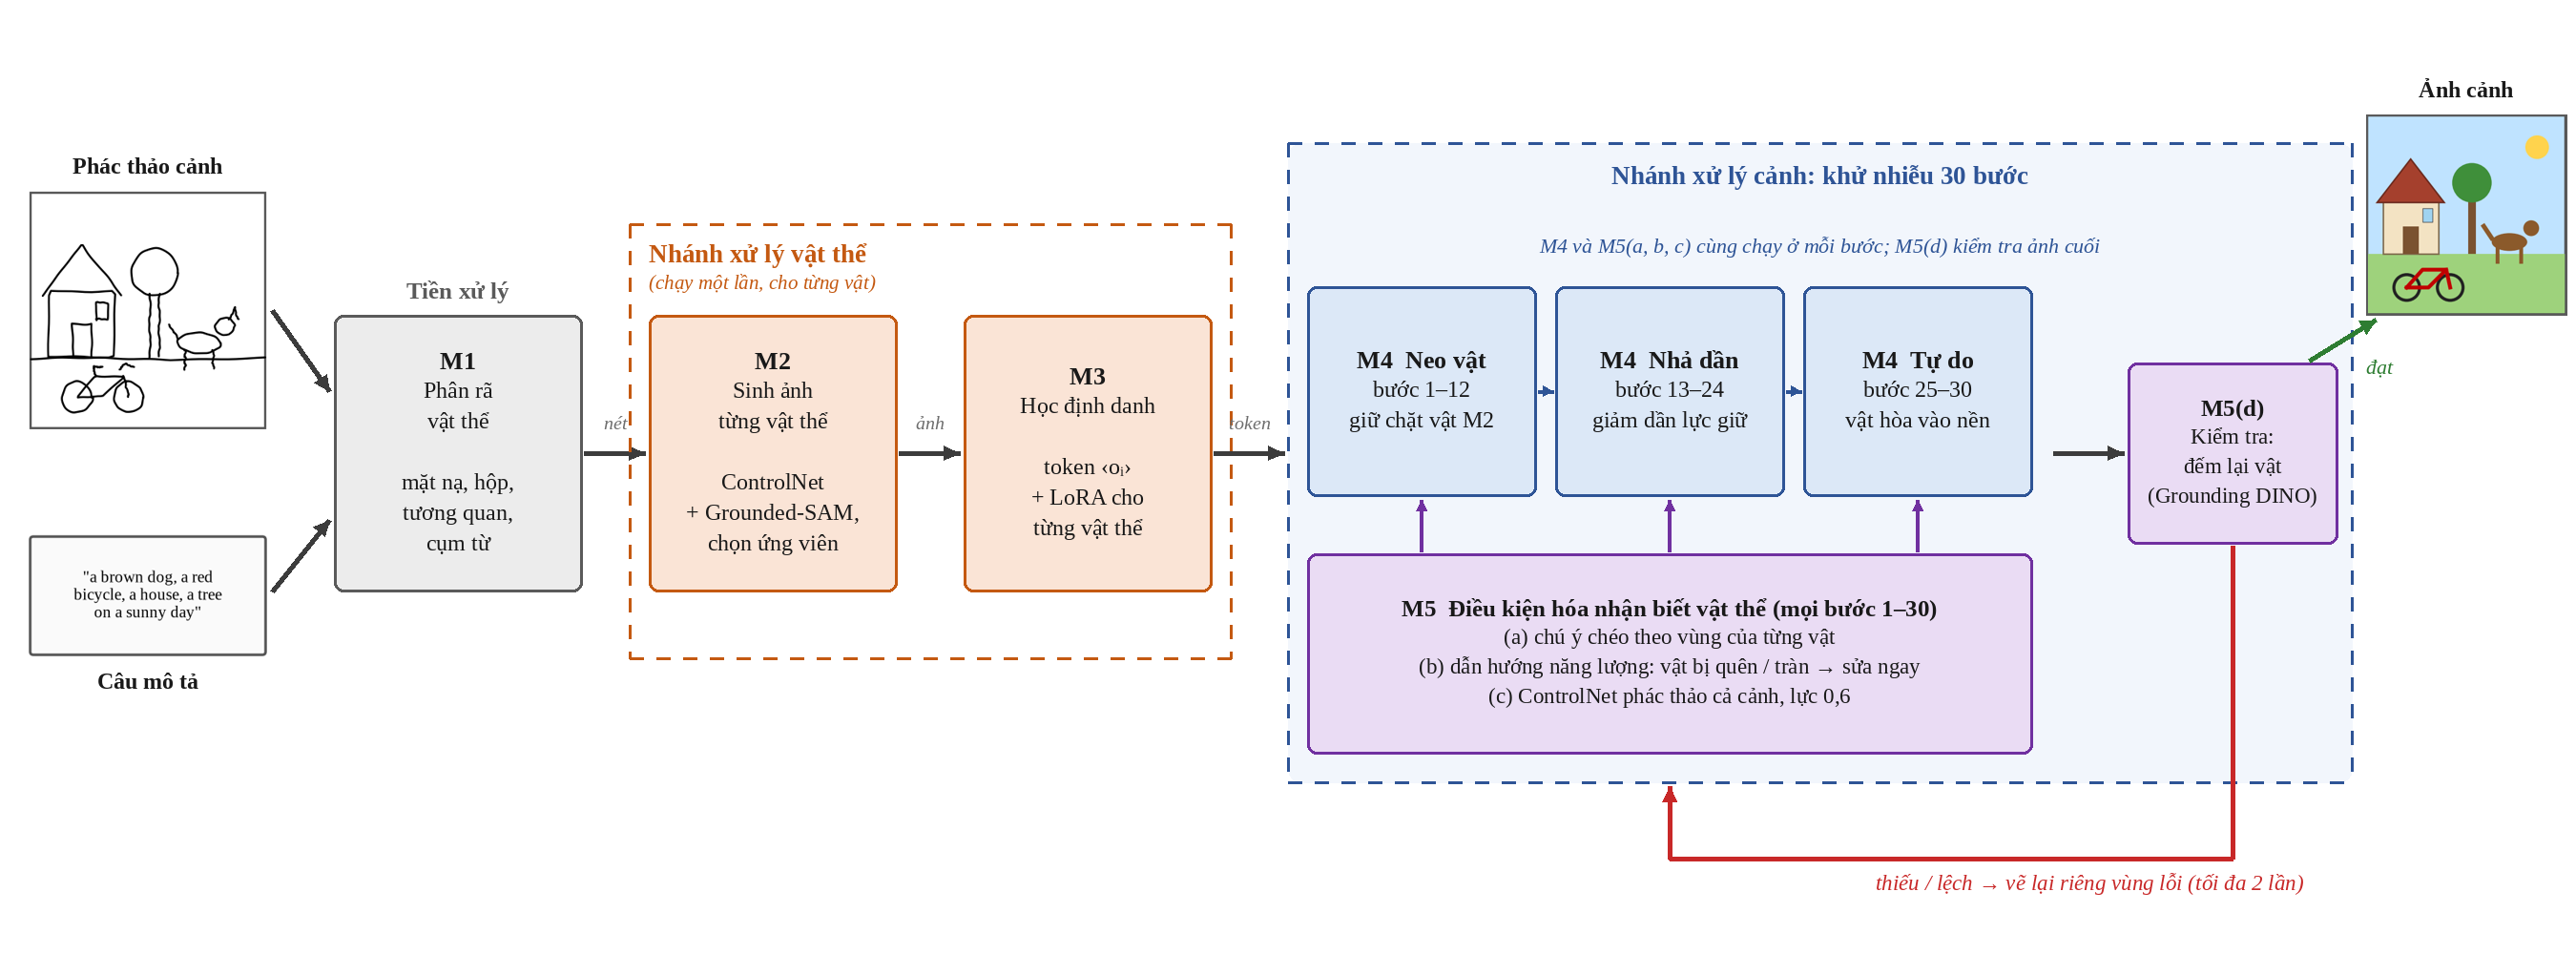 Phác thảo cảnh
"a brown dog, a red
bicycle, a house, a tree
on a sunny day"
Câu mô tả
Tiền xử lý
M1
Phân rã
vật thể
mặt nạ, hộp,
tương quan,
cụm từ
nét
Nhánh xử lý vật thể
(chạy một lần, cho từng vật)
M2
Sinh ảnh
từng vật thể
ControlNet
+ Grounded-SAM,
chọn ứng viên
ảnh
M3
Học định danh
token ‹oᵢ›
+ LoRA cho
từng vật thể
token
Nhánh xử lý cảnh: khử nhiễu 30 bước
M4 và M5(a, b, c) cùng chạy ở mỗi bước; M5(d) kiểm tra ảnh cuối
M4 Neo vật
bước 1–12
giữ chặt vật M2
M4 Nhả dần
bước 13–24
giảm dần lực giữ
M4 Tự do
bước 25–30
vật hòa vào nền
M5 Điều kiện hóa nhận biết vật thể (mọi bước 1–30)
(a) chú ý chéo theo vùng của từng vật
(b) dẫn hướng năng lượng: vật bị quên / tràn → sửa ngay
(c) ControlNet phác thảo cả cảnh, lực 0,6
M5(d)
Kiểm tra:
đếm lại vật
(Grounding DINO)
đạt
Ảnh cảnh
thiếu / lệch → vẽ lại riêng vùng lỗi (tối đa 2 lần)